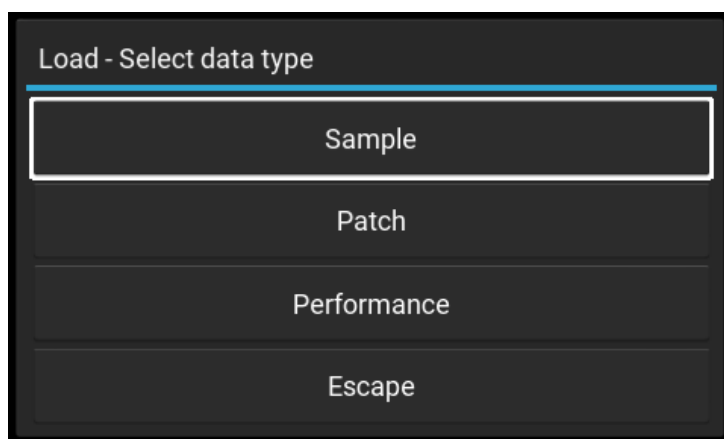 Load - Select data type
Sample
Patch
Performance
Escape